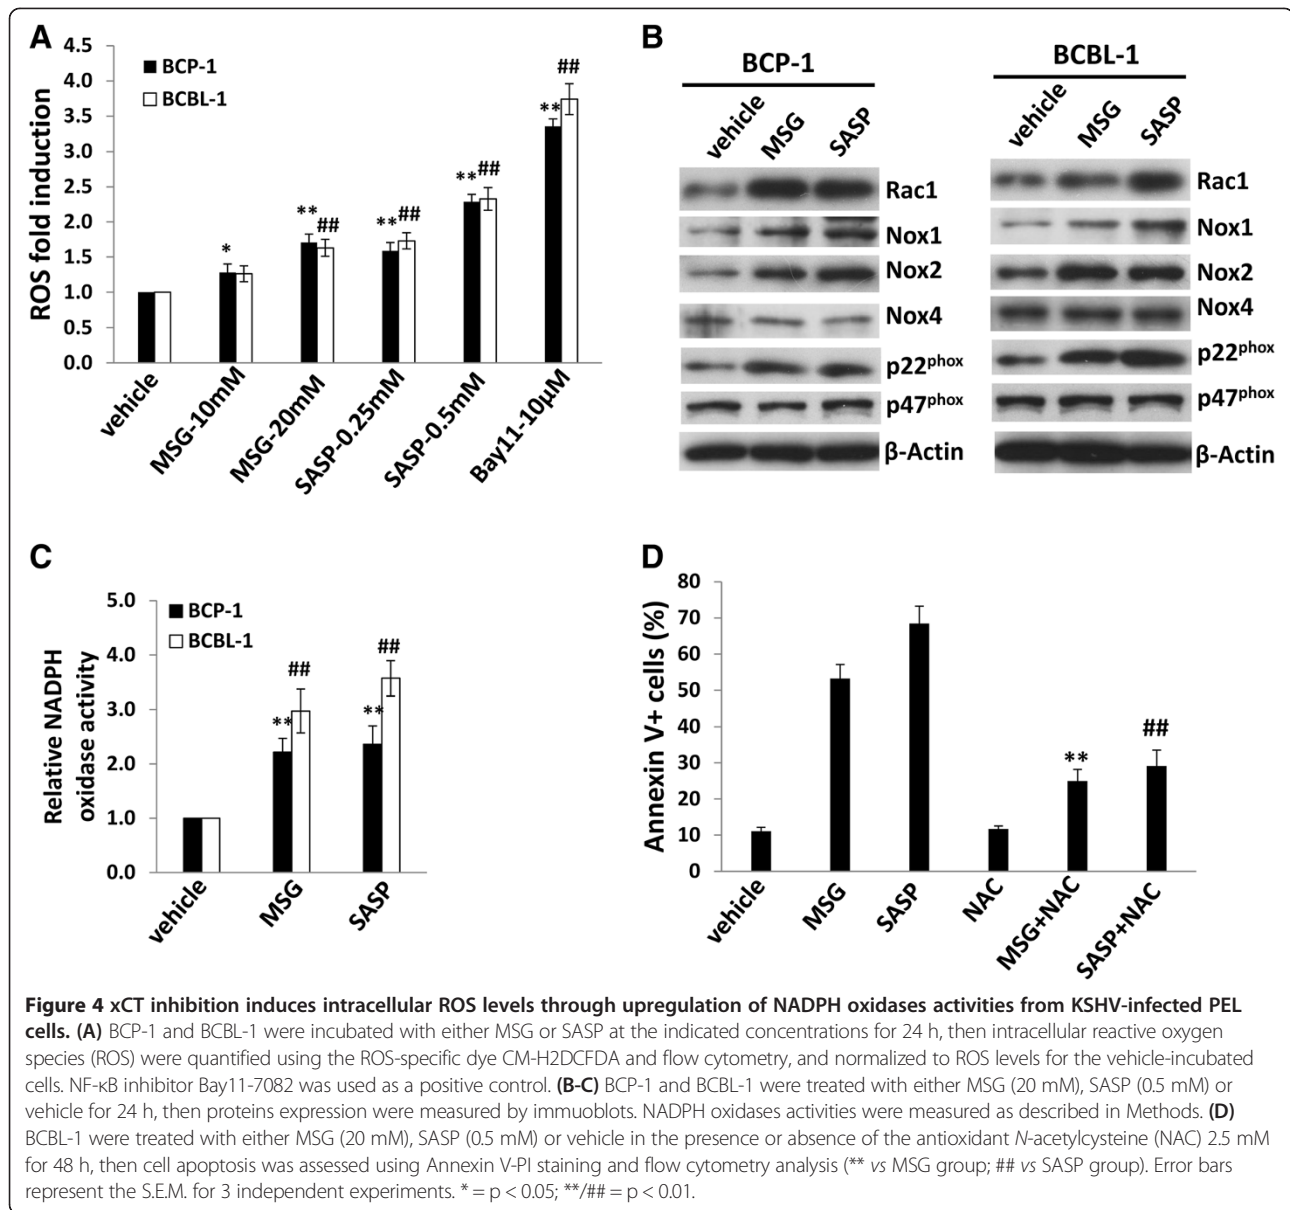 A
4.5
4.0
3.5
3.0
2.5
2.0
1.5
1.0
0.5
0.0
ROS fold induction
BCP-1
BCBL-1
*
**
##
**
##
**
##
**
##
vehicle
MSG-10mM
MSG-20mM
SASP-0.25mM
SASP-0.5mM
Bay11-10µM
B
BCP-1
vehicle
MSG
SASP
Rac1
Nox1
Nox2
Nox4
p22phox
p47phox
β-Actin
BCBL-1
vehicle
MSG
SASP
Rac1
Nox1
Nox2
Nox4
p22phox
p47phox
β-Actin
C
5.0
4.0
3.0
2.0
1.0
0.0
Relative NADPH
oxidase activity
BCP-1
BCBL-1
**
##
**
##
vehicle
MSG
SASP
D
80
70
60
50
40
30
20
10
0
Annexin V+ cells (%)
**
##
vehicle
MSG
SASP
NAC
MSG+NAC
SASP+NAC
Figure 4 xCT inhibition induces intracellular ROS levels through upregulation of NADPH oxidases activities from KSHV-infected PEL
cells. (A) BCP-1 and BCBL-1 were incubated with either MSG or SASP at the indicated concentrations for 24 h, then intracellular reactive oxygen
species (ROS) were quantified using the ROS-specific dye CM-H2DCFDA and flow cytometry, and normalized to ROS levels for the vehicle-incubated
cells. NF-κB inhibitor Bay11-7082 was used as a positive control. (B-C) BCP-1 and BCBL-1 were treated with either MSG (20 mM), SASP (0.5 mM) or
vehicle for 24 h, then proteins expression were measured by immuoblots. NADPH oxidases activities were measured as described in Methods. (D)
BCBL-1 were treated with either MSG (20 mM), SASP (0.5 mM) or vehicle in the presence or absence of the antioxidant N-acetylcysteine (NAC) 2.5 mM
for 48 h, then cell apoptosis was assessed using Annexin V-PI staining and flow cytometry analysis (** vs MSG group; ## vs SASP group). Error bars
represent the S.E.M. for 3 independent experiments. * = p < 0.05; **/## = p < 0.01.